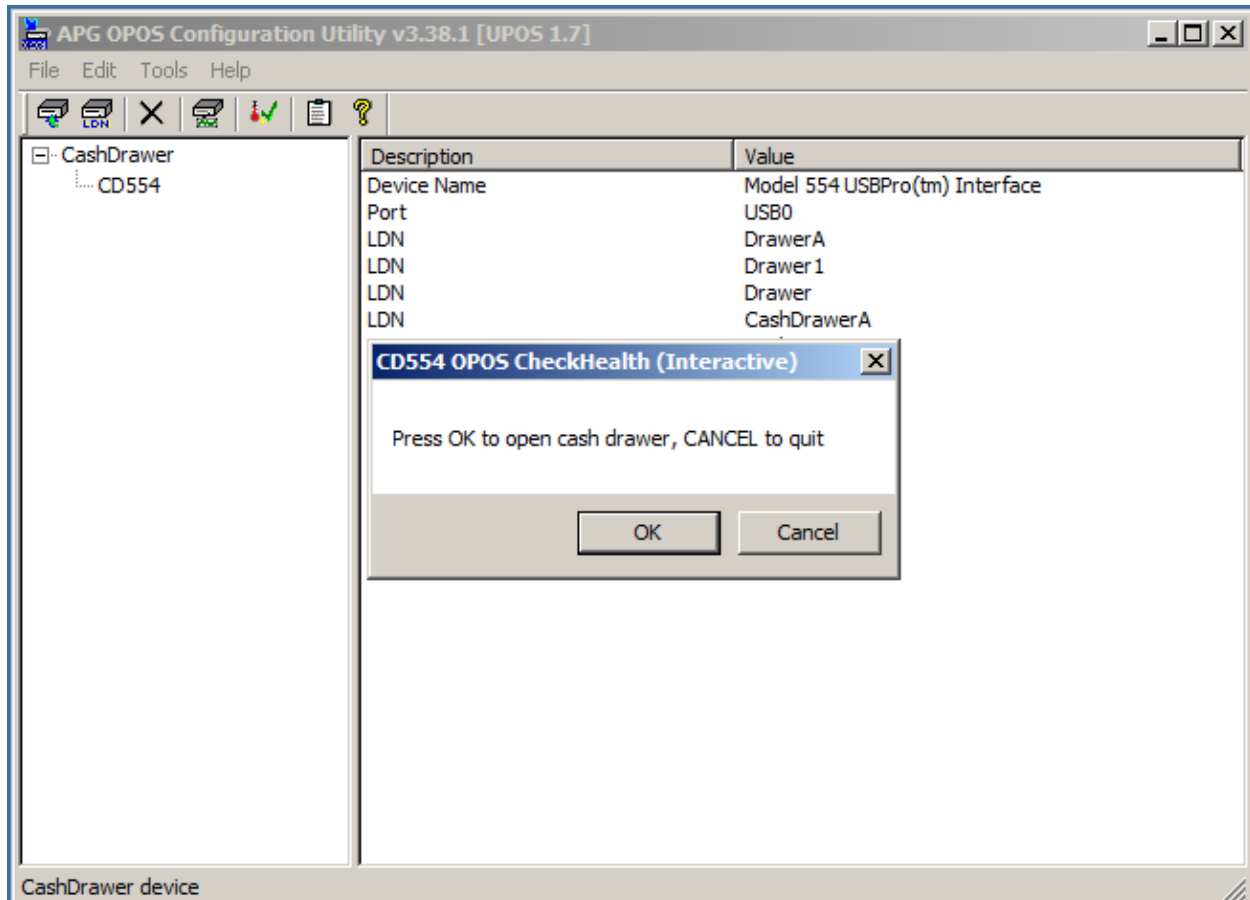 APG OPOS Configuration Utility v3.38.1 [UPOS 1.7]
File Edit Tools Help
LDN
CashDrawer
CD554
Description Value
Device Name Model 554 USBPro(tm) Interface
Port USB0
LDN DrawerA
LDN Drawer1
LDN Drawer
LDN CashDrawerA
CD554 OPOS CheckHealth (Interactive)
Press OK to open cash drawer, CANCEL to quit
OK Cancel
CashDrawer device